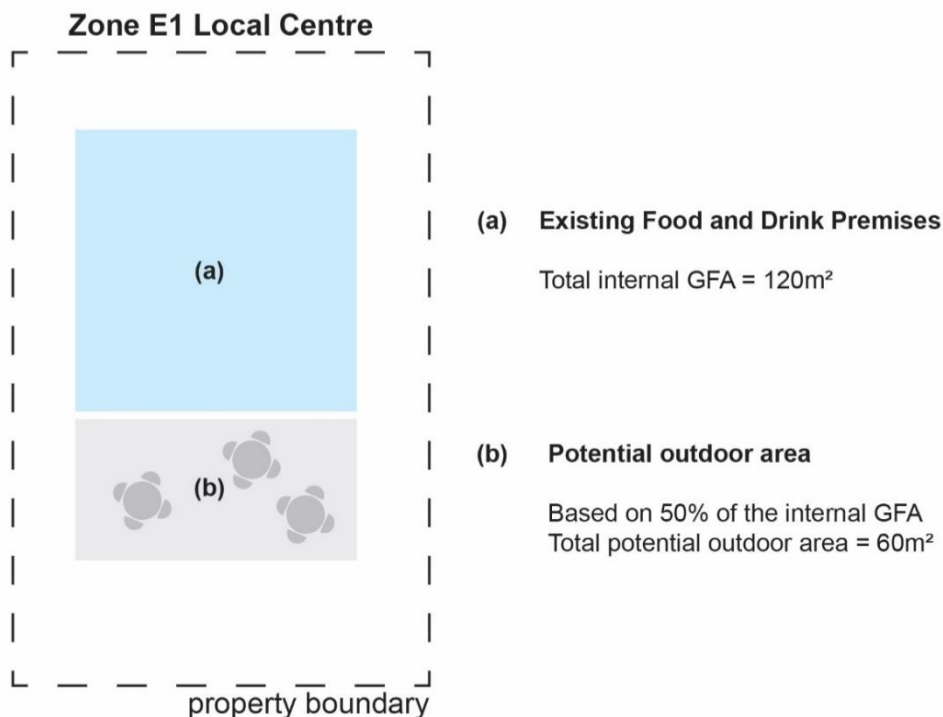 Zone E1 Local Centre
(a)
(a) Existing Food and Drink Premises
Total internal GFA = 120m²
(b)
(b) Potential outdoor area
Based on 50% of the internal GFA
Total potential outdoor area = 60m²
property boundary